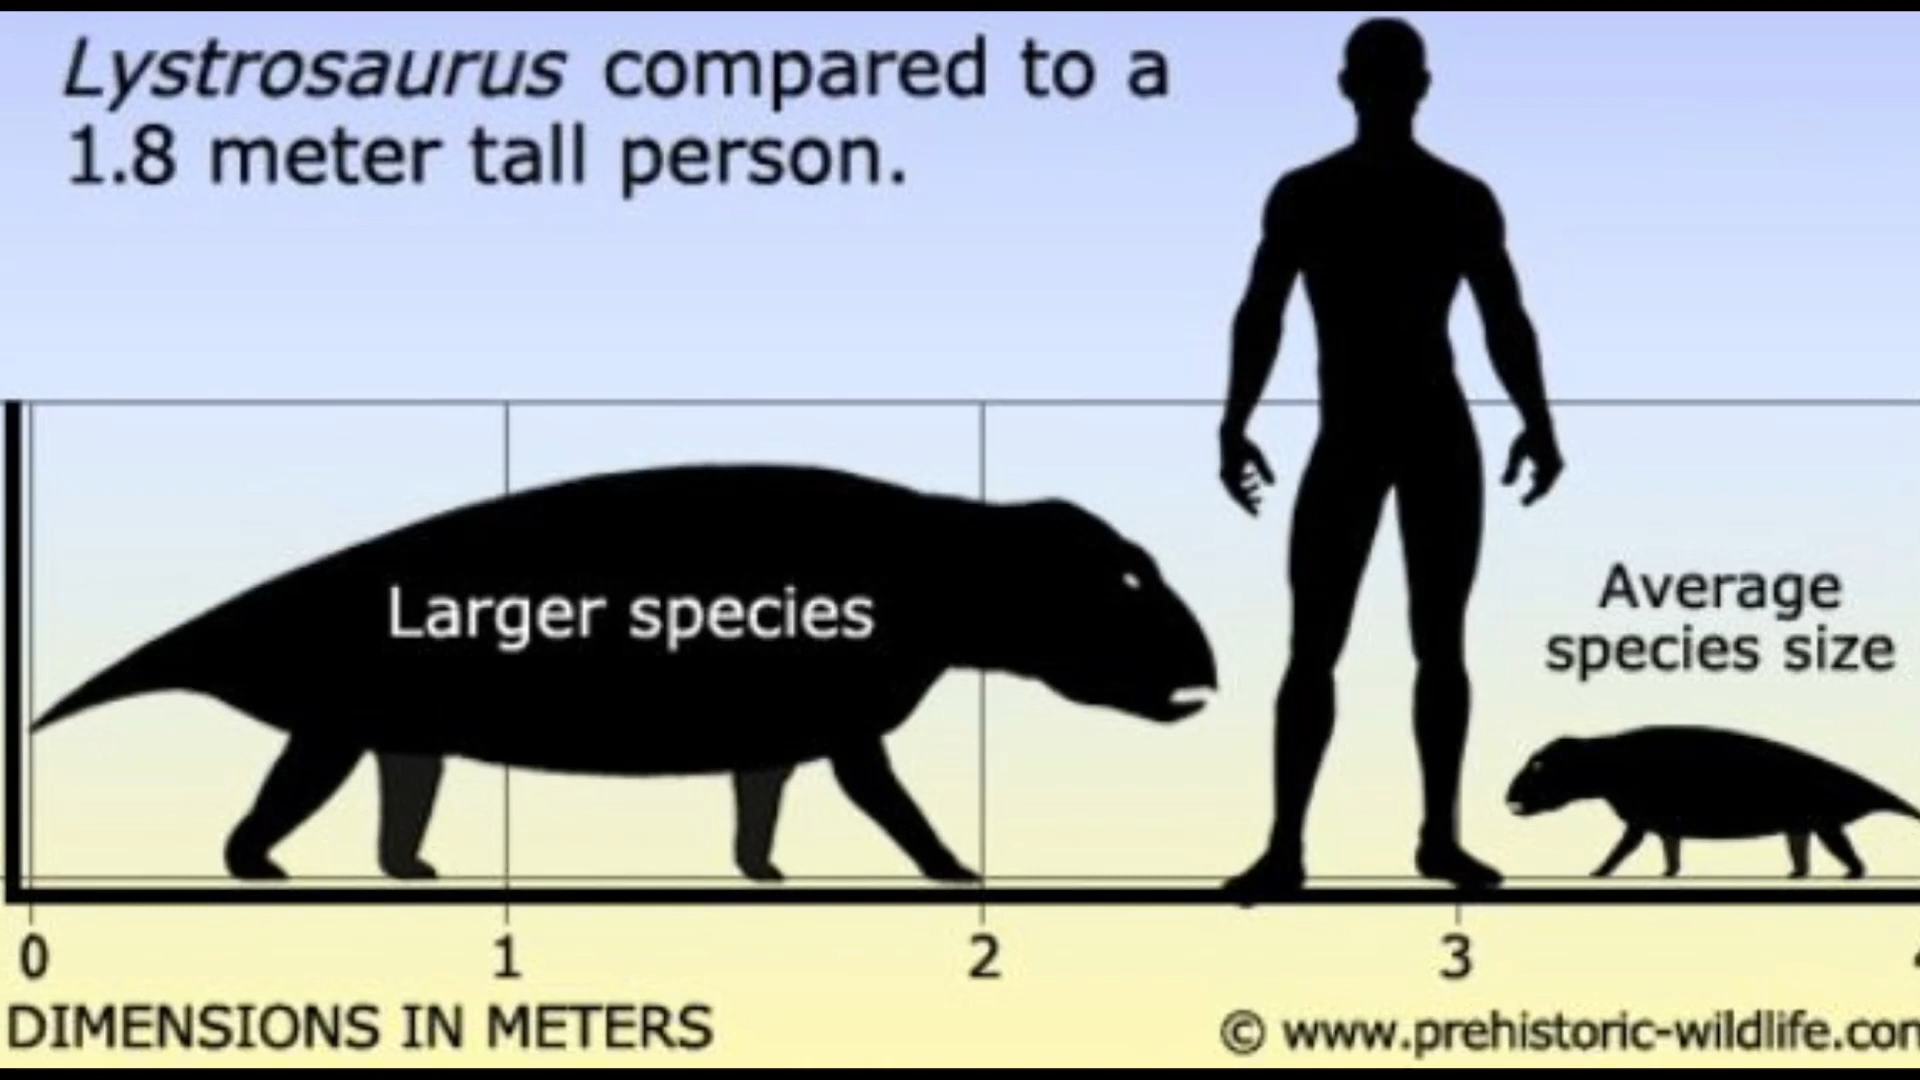 Lystrosaurus compared to a
1.8 meter tall person.
Larger species
Average
species size
0 1 2 3
DIMENSIONS IN METERS
© www.prehistoric-wildlife.com